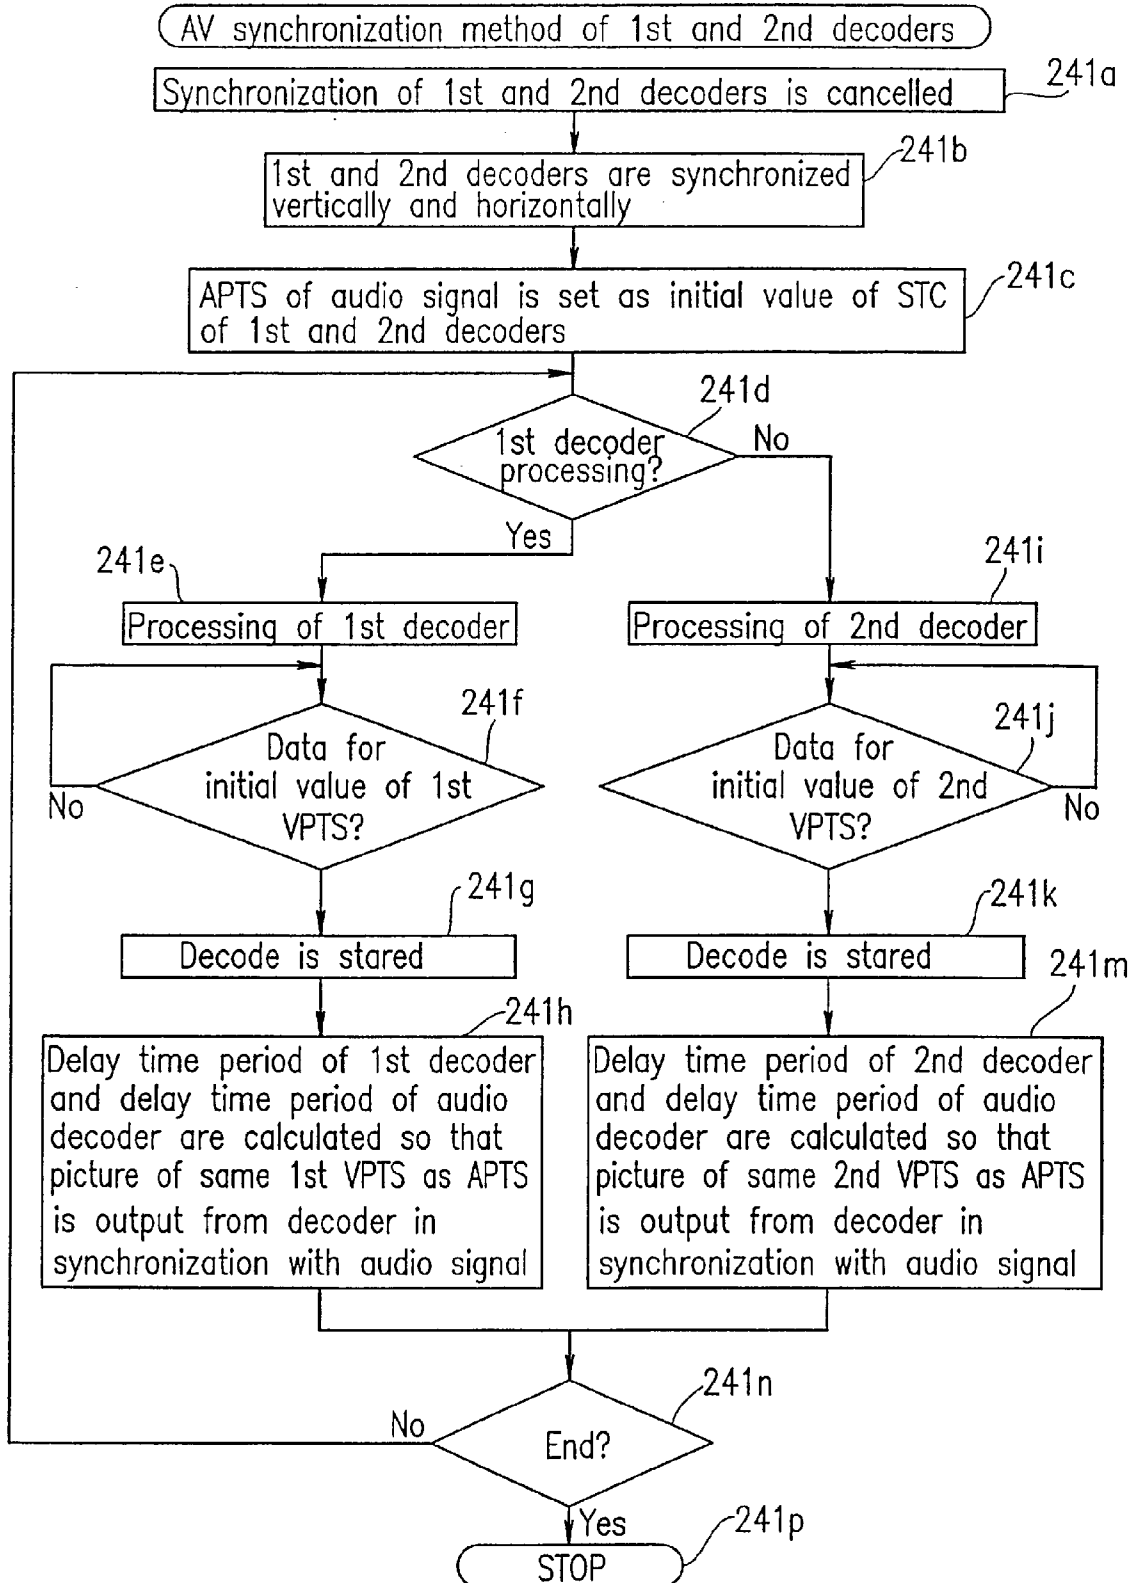 AV synchronization method of 1st and 2nd decoders
241a
Synchronization of 1st and 2nd decoders is cancelled
241b
1st and 2nd decoders are synchronized
vertically and horizontally
241c
APTS of audio signal is set as initial value of STC
of 1st and 2nd decoders
241d
1st decoder
processing?
No
Yes
241e
241i
Processing of 1st decoder
Processing of 2nd decoder
241f
Data for
initial value of 1st
VPTS?
No
241j
Data for
initial value of 2nd
VPTS?
No
241g
241k
Decode is stared
Decode is stared
241h
Delay time period of 1st decoder
and delay time period of audio
decoder are calculated so that
picture of same 1st VPTS as APTS
is output from decoder in
synchronization with audio signal
241m
Delay time period of 2nd decoder
and delay time period of audio
decoder are calculated so that
picture of same 2nd VPTS as APTS
is output from decoder in
synchronization with audio signal
241n
No
End?
Yes
241p
STOP